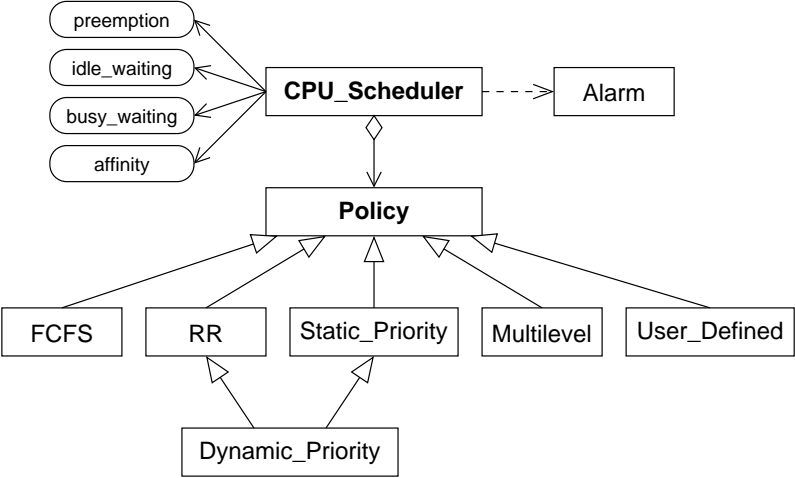 preemption
idle_waiting
busy_waiting
affinity
CPU_Scheduler
Alarm
Policy
FCFS
RR
Static_Priority
Multilevel
User_Defined
Dynamic_Priority